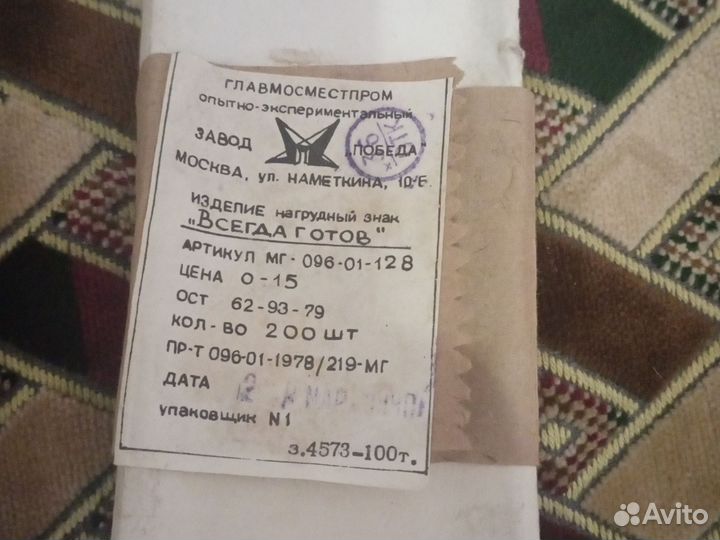 ГЛАВМОСМЕСТПРОМ
ОПЫТНО-ЭКСПЕРИМЕНТАЛЬНЫЙ
ЗАВОД „ПОБЕДА"
МОСКВА, ул. НАМЕТКИНА, 10-Б.
ИЗДЕЛИЕ нагрудный знак
„ВСЕГДА ГОТОВ"
АРТИКУЛ МГ-096-01-128
ЦЕНА 0-15
ОСТ 62-93-79
КОЛ-ВО 200 ШТ
ПР-Т 096-01-1978/219-МГ
ДАТА
упаковщик N1
з.4573-100т.
Avito